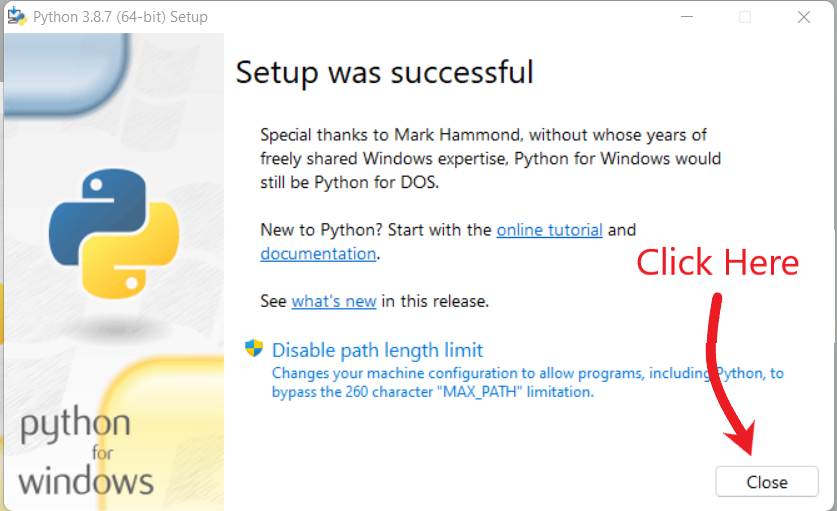 Python 3.8.7 (64-bit) Setup
Setup was successful
Special thanks to Mark Hammond, without whose years of
freely shared Windows expertise, Python for Windows would
still be Python for DOS.
New to Python? Start with the online tutorial and
documentation.
See what's new in this release.
Click Here
Disable path length limit
Changes your machine configuration to allow programs, including Python, to
bypass the 260 character "MAX_PATH" limitation.
python
for
windows
Close